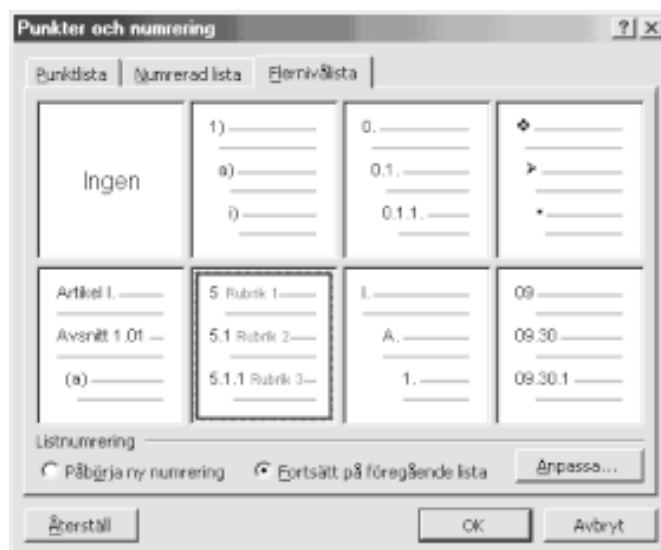 Punkter och numrering
Punktlista Numrerad lista Flernivålista
Ingen
1)
a)
i)
0.
0.1.
0.1.1.
Artikel I.
Avsnitt 1.01
(a)
5 Rubrik 1
5.1 Rubrik 2
5.1.1 Rubrik 3
I.
A.
1.
09
09.30
09.30.1
Listnumrering
Påbörja ny numrering Fortsätt på föregående lista Anpassa...
Återställ OK Avbryt